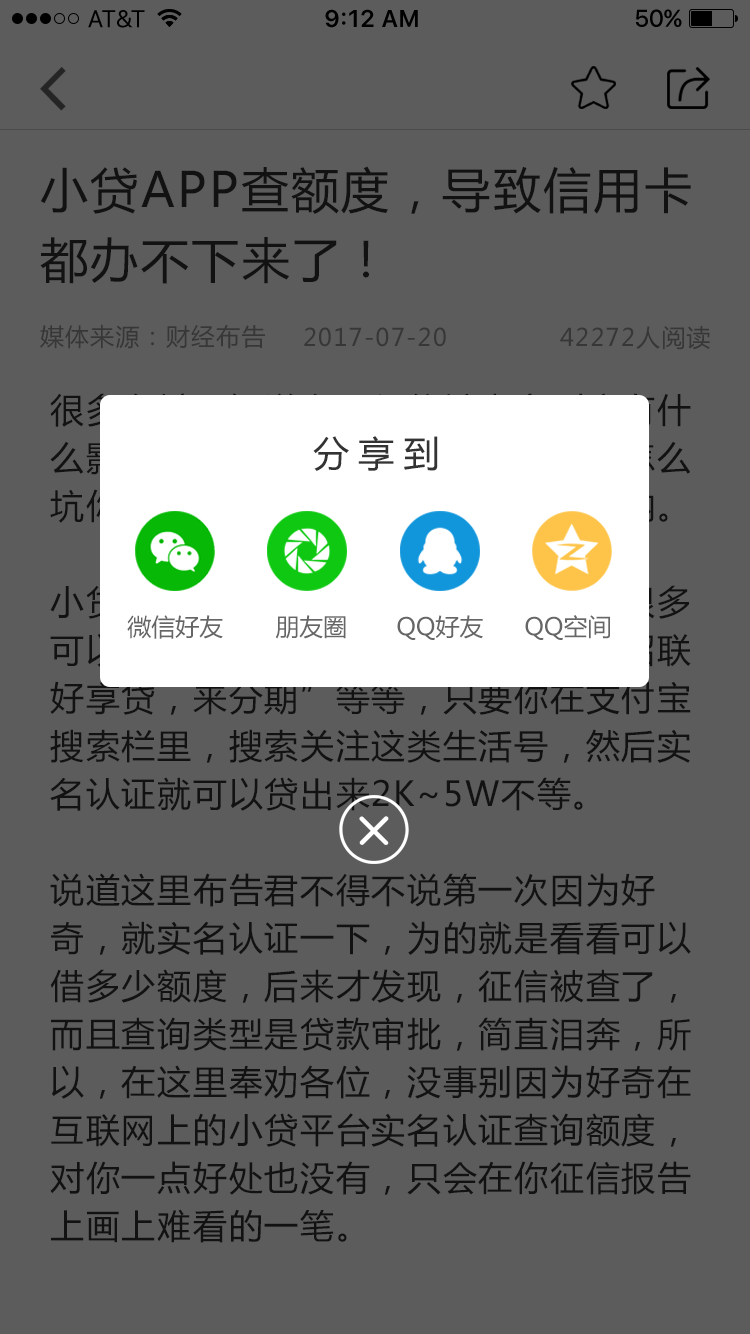 AT&T 9:12 AM 50%
小贷APP查额度，导致信用卡
都办不下来了！
媒体来源：财经布告 2017-07-20 42272人阅读
很多
什
么影
么
坑你
。
分享到
微信好友 朋友圈 QQ好友 QQ空间
小贷
很多
可以
招联
好享贷，来分期”等等，只要你在支付宝
搜索栏里，搜索关注这类生活号，然后实
名认证就可以贷出来2K~5W不等。
说道这里布告君不得不说第一次因为好
奇，就实名认证一下，为的就是看看可以
借多少额度，后来才发现，征信被查了，
而且查询类型是贷款审批，简直泪奔，所
以，在这里奉劝各位，没事别因为好奇在
互联网上的小贷平台实名认证查询额度，
对你一点好处也没有，只会在你征信报告
上画上难看的一笔。